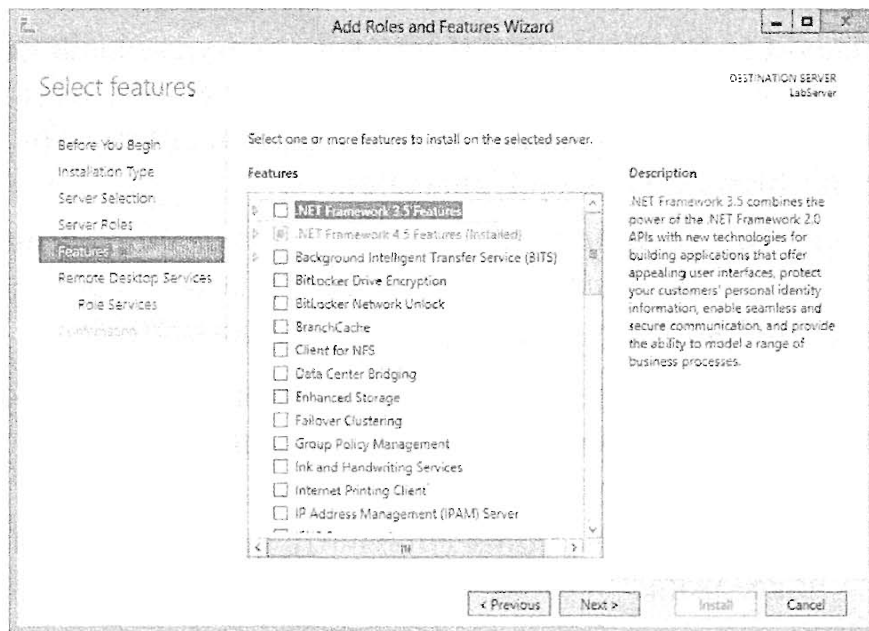 Add Roles and Features Wizard
Select features
DESTINATION SERVER
LabServer
Before You Begin
Installation Type
Server Selection
Server Roles
Features
Remote Desktop Services
Role Services
Confirmation
Select one or more features to install on the selected server.
Features
.NET Framework 3.5 Features
.NET Framework 4.5 Features (Installed)
Background Intelligent Transfer Service (BITS)
BitLocker Drive Encryption
BitLocker Network Unlock
BranchCache
Client for NFS
Data Center Bridging
Enhanced Storage
Failover Clustering
Group Policy Management
Ink and Handwriting Services
Internet Printing Client
IP Address Management (IPAM) Server
Description
.NET Framework 3.5 combines the
power of the .NET Framework 2.0
APIs with new technologies for
building applications that offer
appealing user interfaces, protect
your customers' personal identity
information, enable seamless and
secure communication, and provide
the ability to model a range of
business processes.
< Previous
Next >
Install
Cancel